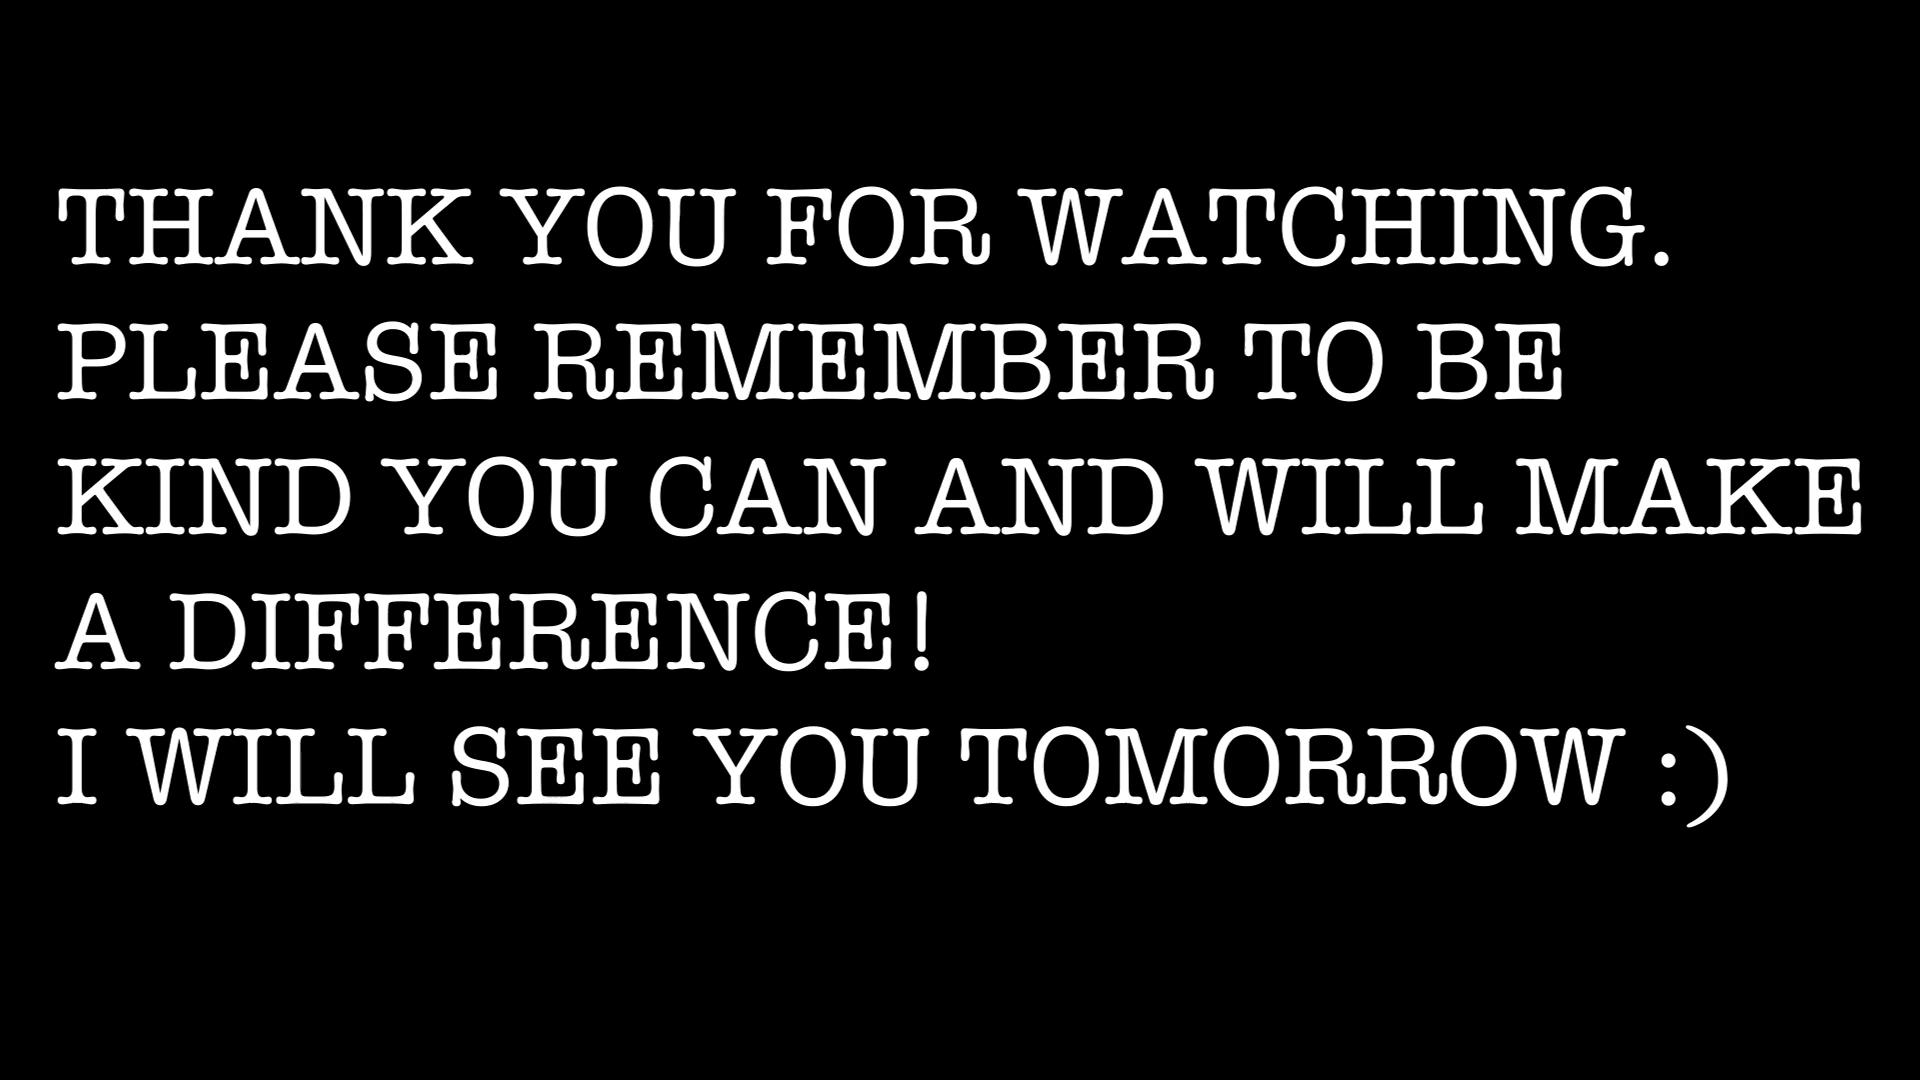 THANK YOU FOR WATCHING.
PLEASE REMEMBER TO BE
KIND YOU CAN AND WILL MAKE
A DIFFERENCE!
I WILL SEE YOU TOMORROW :)